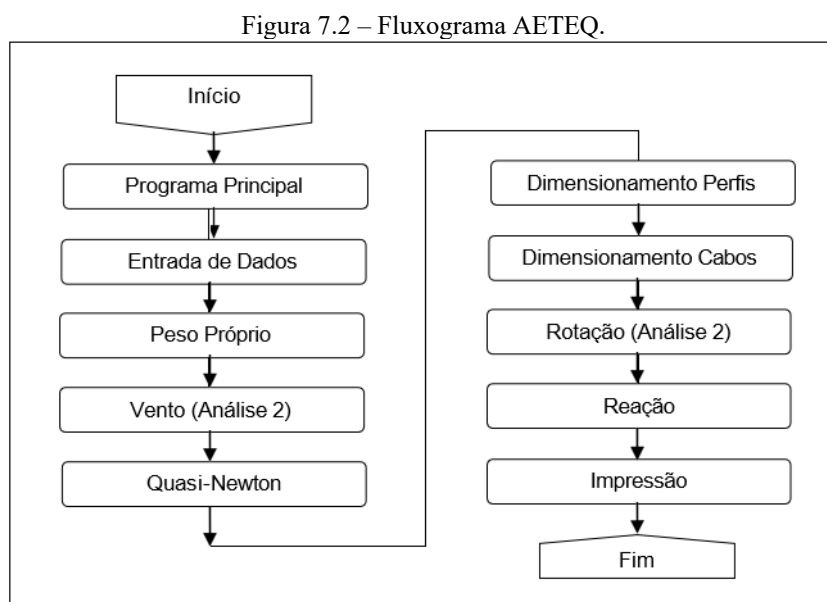 Figura 7.2 – Fluxograma AETEQ.
Início
Programa Principal
Entrada de Dados
Peso Próprio
Vento (Análise 2)
Quasi-Newton
Dimensionamento Perfis
Dimensionamento Cabos
Rotação (Análise 2)
Reação
Impressão
Fim